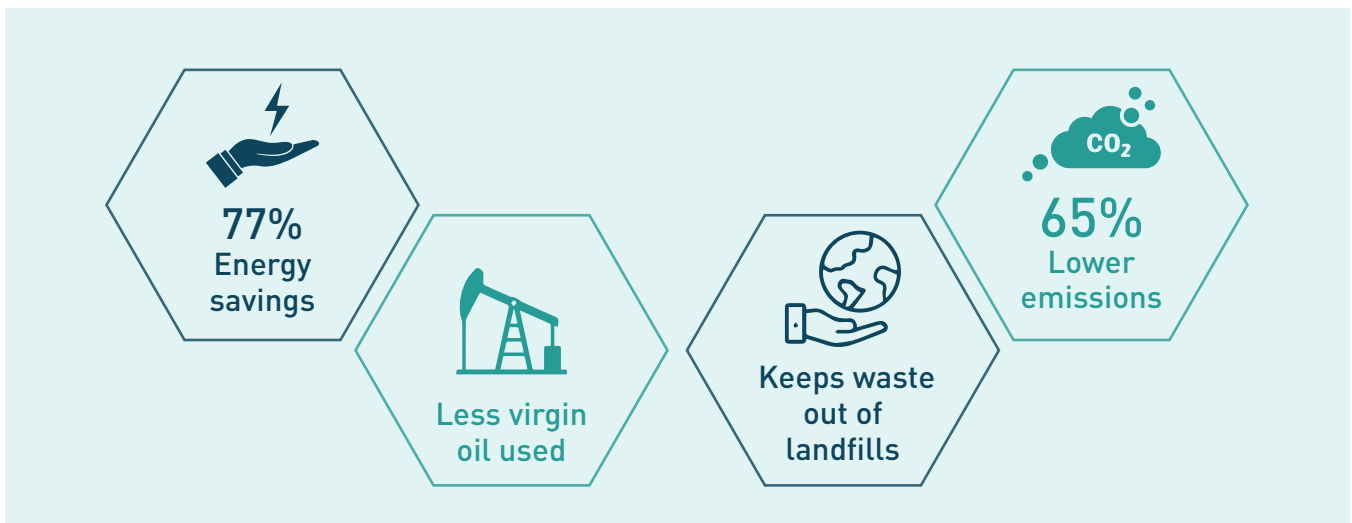 77%
Energy
savings
Less virgin
oil used
Keeps waste
out of
landfills
CO₂
65%
Lower
emissions